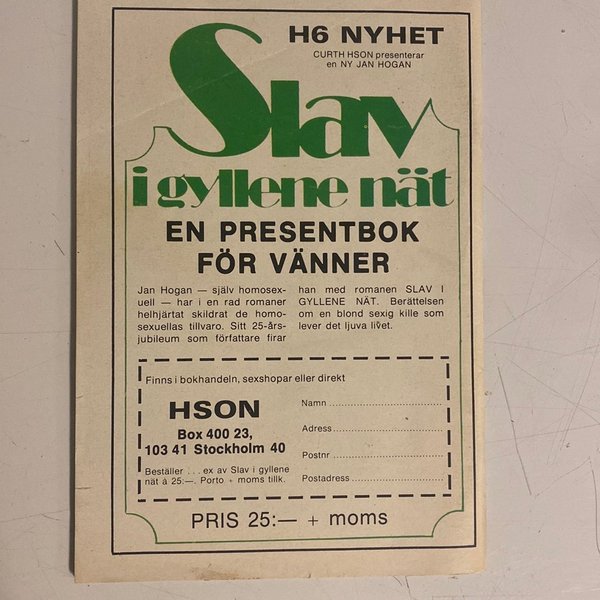 H6 NYHET
CURTH HSON presenterar
en NY JAN HOGAN
Slav
i gyllene nät
EN PRESENTBOK
FÖR VÄNNER
Jan Hogan — själv homosex-
uell — har i en rad romaner
helhjärtat skildrat de homo-
sexuellas tillvaro. Sitt 25-års-
jubileum som författare firar
han med romanen SLAV I
GYLLENE NÄT. Berättelsen
om en blond sexig kille som
lever det ljuva livet.
Finns i bokhandeln, sexshopar eller direkt
HSON
Box 400 23,
103 41 Stockholm 40
Beställer . . . ex av Slav i gyllene
nät à 25:—. Porto + moms tillk.
Namn
Adress
Postnr
Postadress
PRIS 25:— + moms